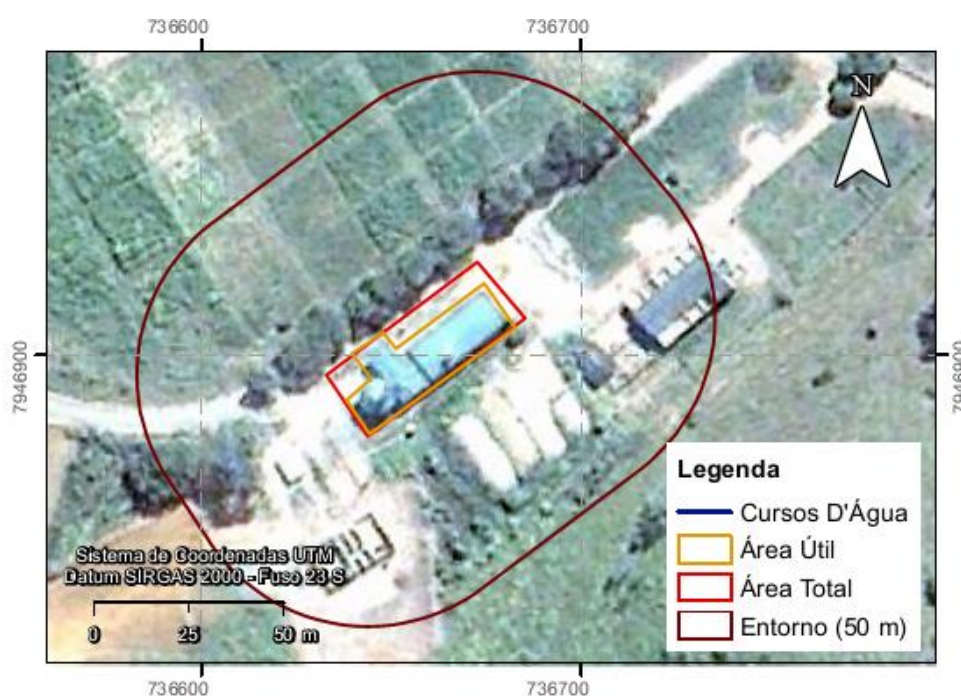 736600
736700
N
7946900
7946900
Legenda
Cursos D'Água
Área Útil
Área Total
Entorno (50 m)
Sistema de Coordenadas UTM
Datum SIRGAS 2000 - Fuso 23 S
0 25 50 m
736600
736700